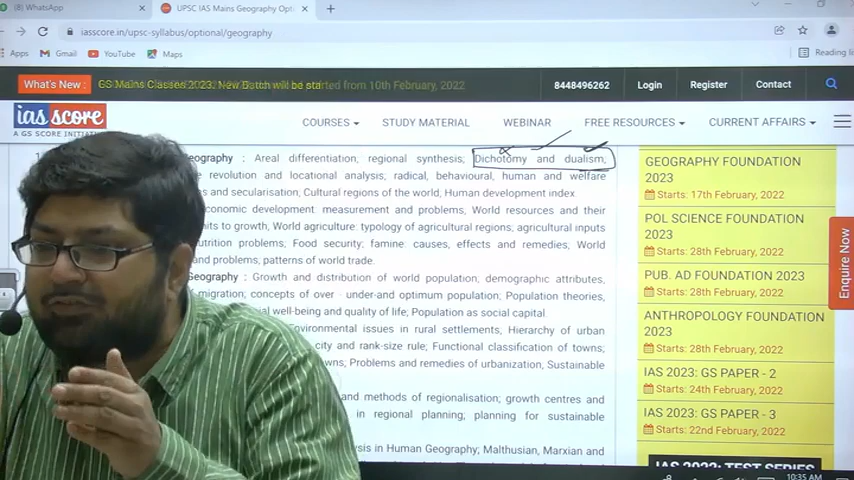 (8) WhatsApp
UPSC IAS Mains Geography Opti
iasscore.in/upsc-syllabus/optional/geography
Apps
Gmail
YouTube
Maps
Reading li
What's New :
GS Mains Classes 2023: New Batch will be sta
started from 10th February, 2022
8448496262
Login
Register
Contact
ias score
A GS SCORE INITIA
COURSES
STUDY MATERIAL
WEBINAR
FREE RESOURCES
CURRENT AFFAIRS
eography : Areal differentiation; regional synthesis; Dichotomy and dualism;
e revolution and locational analysis; radical, behavioural, human and welfare
s and secularisation; Cultural regions of the world; Human development index
conomic development: measurement and problems, World resources and their
its to growth; World agriculture: typology of agricultural regions; agricultural inputs
utrition problems; Food security; famine: causes, effects and remedies; World
and problems, patterns of world trade.
Geography : Growth and distribution of world population; demographic attributes,
migration; concepts of over - under-and optimum population; Population theories,
ial well-being and quality of life; Population as social capital.
Environmental issues in rural settlements, Hierarchy of urban
city and rank-size rule; Functional classification of towns;
wns; Problems and remedies of urbanization, Sustainable
and methods of regionalisation; growth centres and
in regional planning; planning for sustainable
ysis in Human Geography; Malthusian, Marxian and
GEOGRAPHY FOUNDATION
2023
Starts: 17th February, 2022
POL SCIENCE FOUNDATION
2023
Starts: 28th February, 2022
PUB. AD FOUNDATION 2023
Starts: 28th February, 2022
ANTHROPOLOGY FOUNDATION
2023
Starts: 28th February, 2022
IAS 2023: GS PAPER - 2
Starts: 24th February, 2022
IAS 2023: GS PAPER - 3
Starts: 22nd February, 2022
Enquire Now
10:35 AM